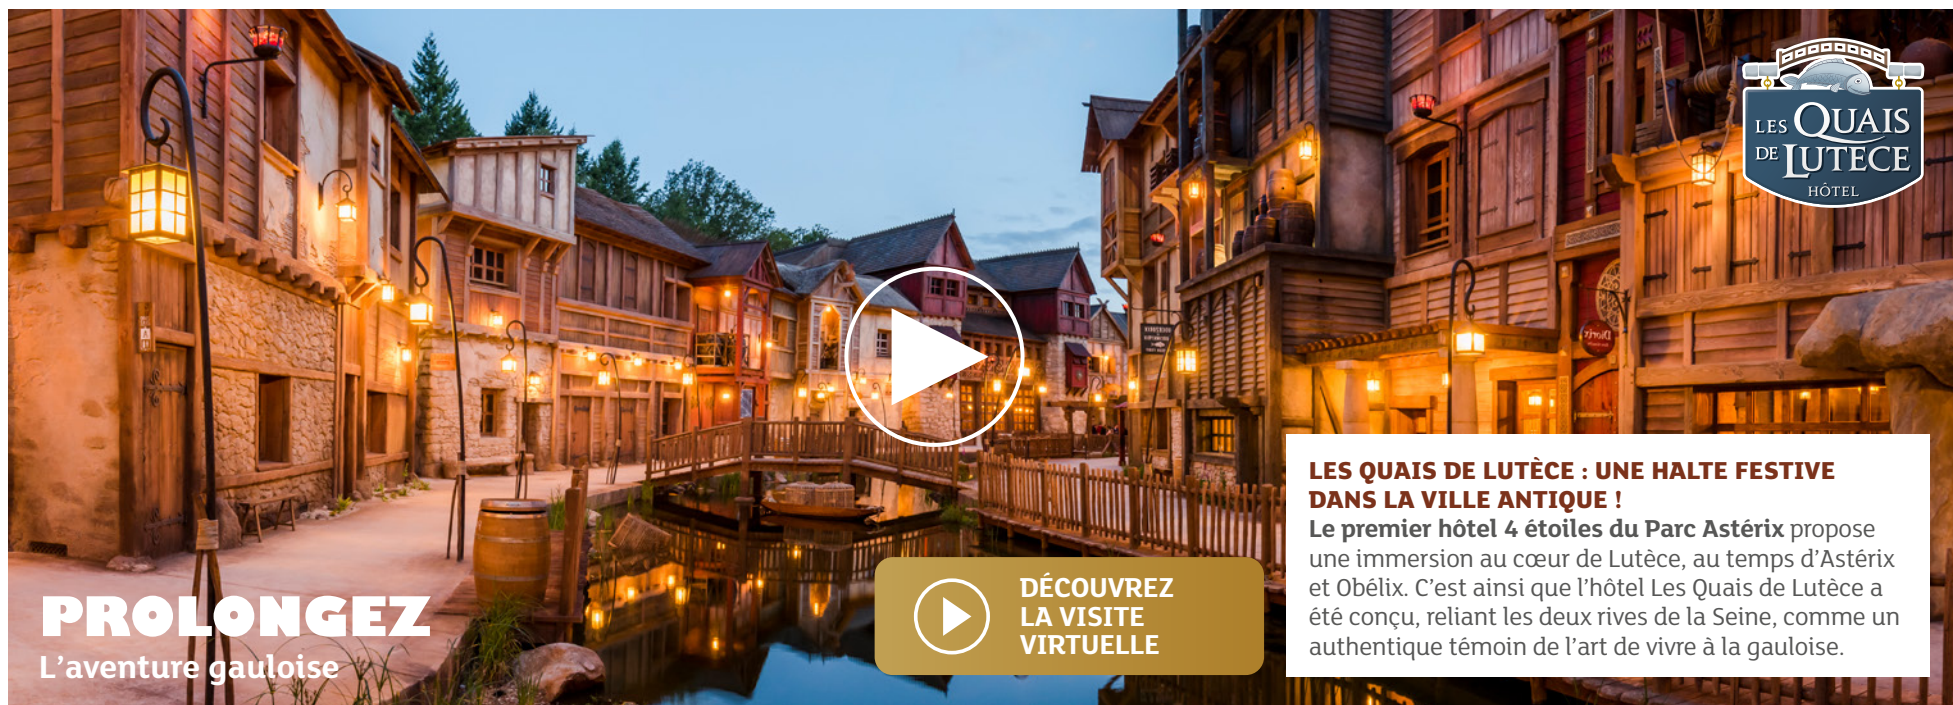 LES QUAIS
DE LUTÈCE
HÔTEL
PROLONGEZ
L’aventure gauloise
DÉCOUVREZ
LA VISITE
VIRTUELLE
LES QUAIS DE LUTÈCE : UNE HALTE FESTIVE
DANS LA VILLE ANTIQUE !
Le premier hôtel 4 étoiles du Parc Astérix propose
une immersion au cœur de Lutèce, au temps d’Astérix
et Obélix. C’est ainsi que l’hôtel Les Quais de Lutèce a
été conçu, reliant les deux rives de la Seine, comme un
authentique témoin de l’art de vivre à la gauloise.